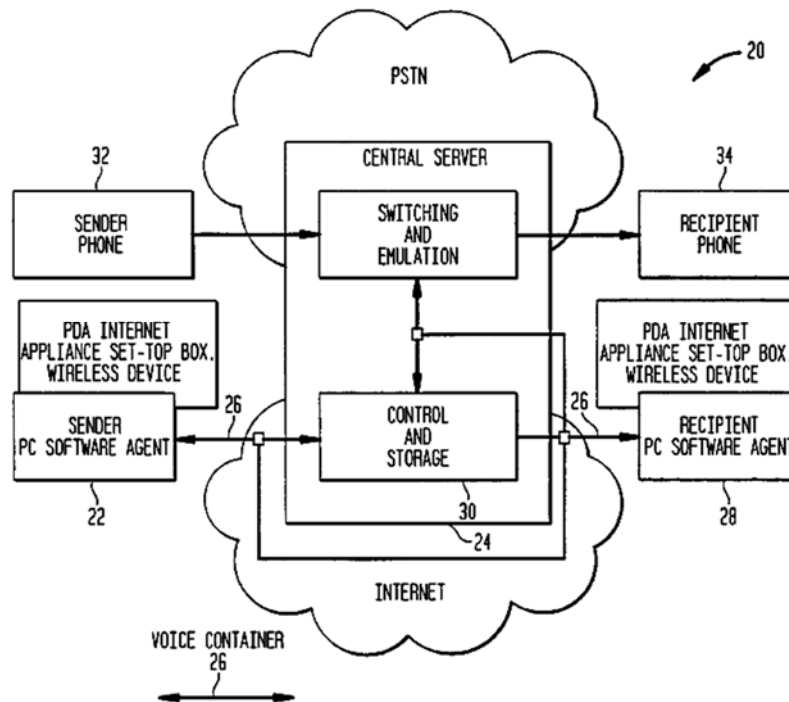 PSTN
20
CENTRAL SERVER
32
34
SENDER
PHONE
SWITCHING
AND
EMULATION
RECIPIENT
PHONE
PDA INTERNET
APPLIANCE SET-TOP BOX,
WIRELESS DEVICE
PDA INTERNET
APPLIANCE SET-TOP BOX,
WIRELESS DEVICE
SENDER
PC SOFTWARE AGENT
26
CONTROL
AND
STORAGE
26
RECIPIENT
PC SOFTWARE AGENT
22
30
28
24
INTERNET
VOICE CONTAINER
26